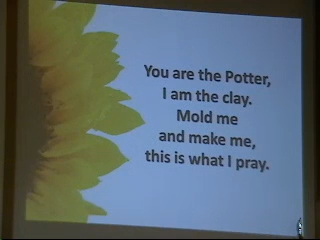 You are the Potter,
I am the clay.
Mold me
and make me,
this is what I pray.